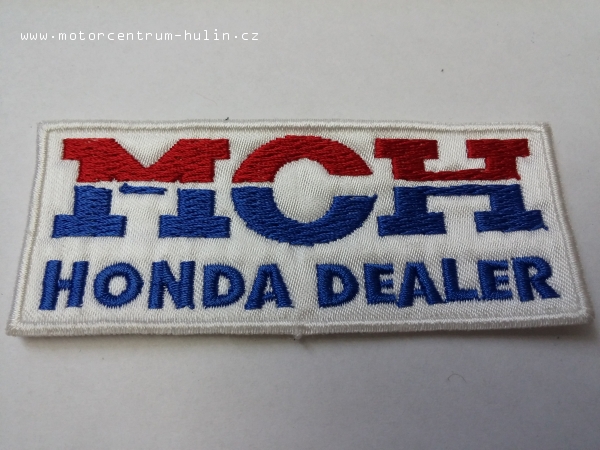 www.motorcentrum-hulin.cz
MCH
HONDA DEALER